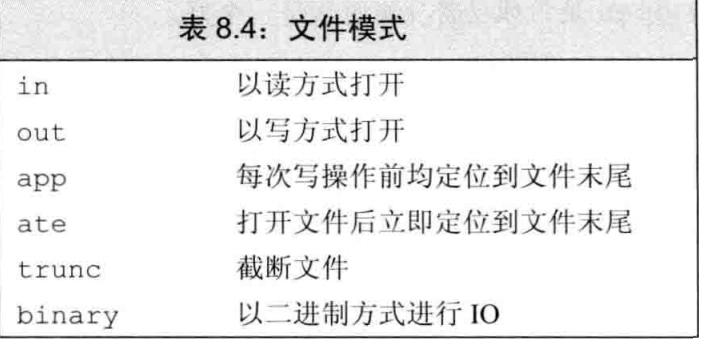 表 8.4：文件模式
in 以读方式打开
out 以写方式打开
app 每次写操作前均定位到文件末尾
ate 打开文件后立即定位到文件末尾
trunc 截断文件
binary 以二进制方式进行 IO